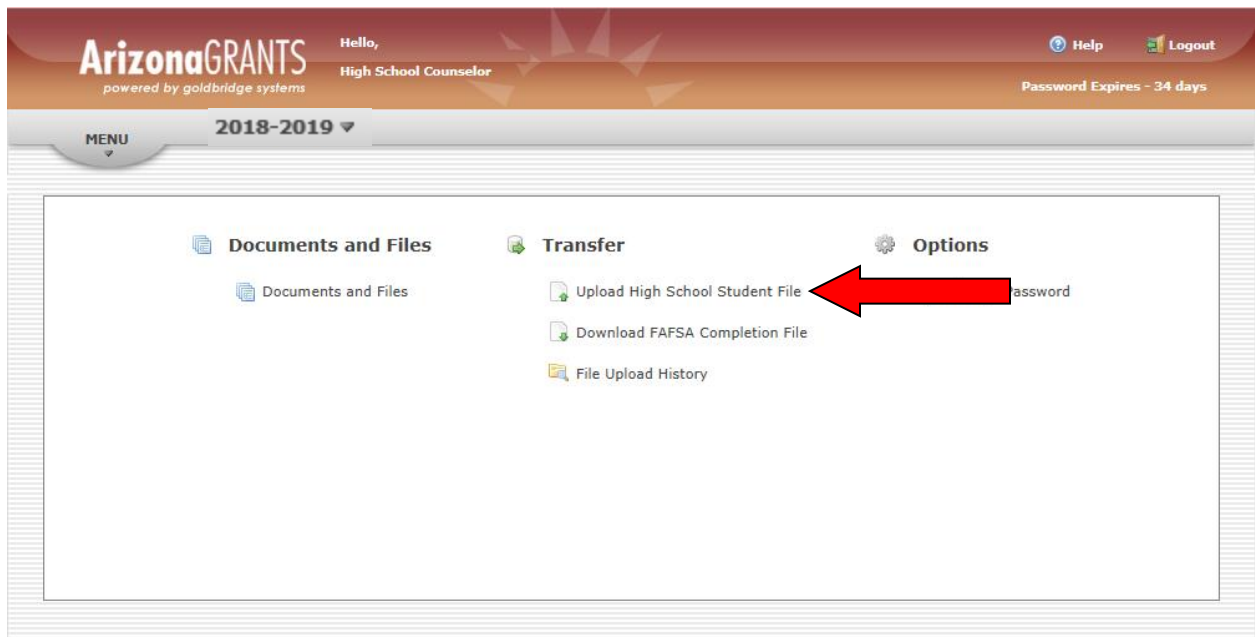 ArizonaGRANTS
powered by goldbridge systems
Hello,
High School Counselor
Help
Logout
Password Expires - 34 days
MENU
2018-2019
Documents and Files
Documents and Files
Transfer
Upload High School Student File
Download FAFSA Completion File
File Upload History
Options
Password